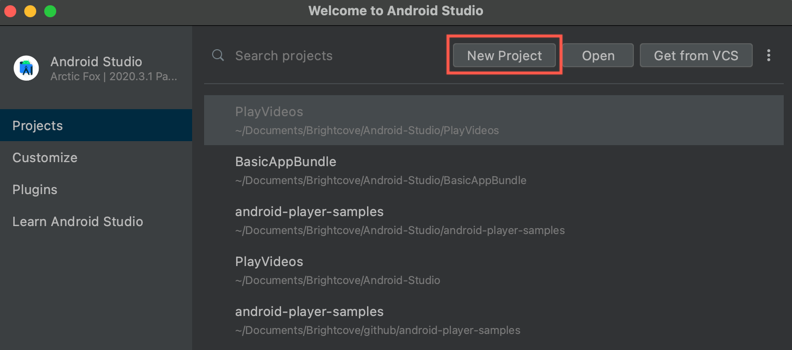 Welcome to Android Studio
Android Studio
Arctic Fox | 2020.3.1 Pa...
Search projects
New Project
Open
Get from VCS
Projects
Customize
Plugins
Learn Android Studio
PlayVideos
~/Documents/Brightcove/Android-Studio/PlayVideos
BasicAppBundle
~/Documents/Brightcove/Android-Studio/BasicAppBundle
android-player-samples
~/Documents/Brightcove/Android-Studio/android-player-samples
PlayVideos
~/Documents/Brightcove/Android-Studio
android-player-samples
~/Documents/Brightcove/github/android-player-samples